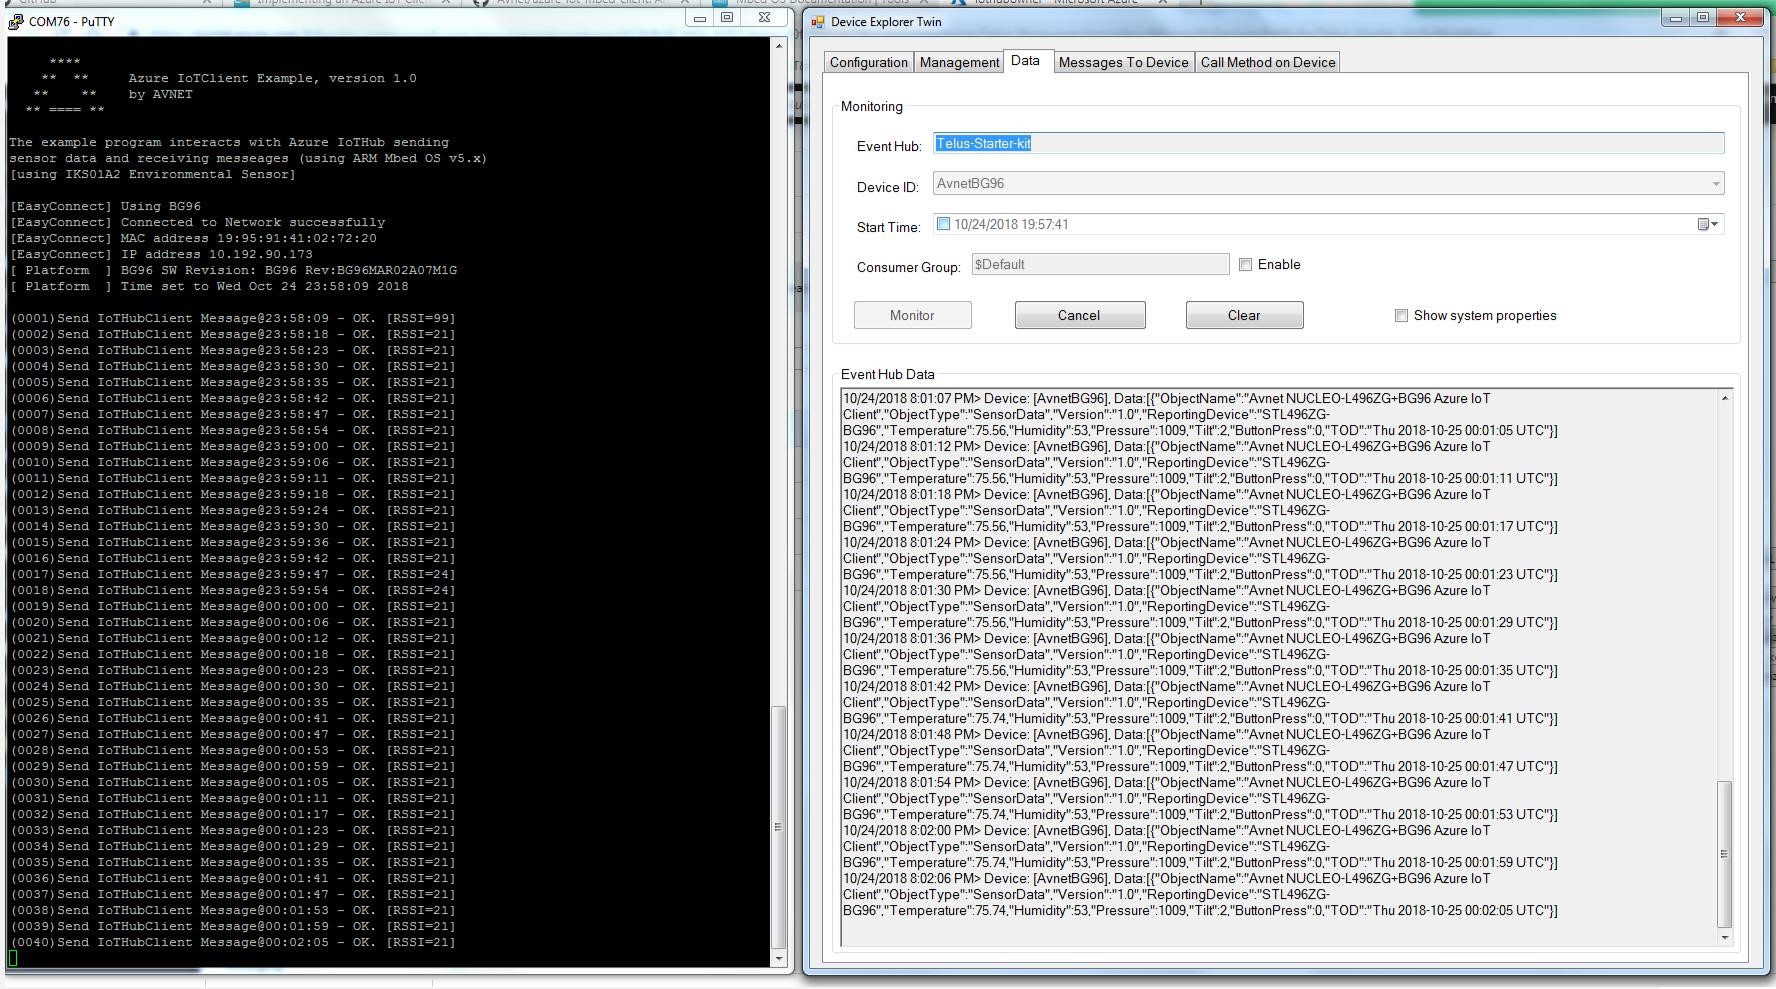 COM76 - PuTTY
****
** **     Azure IoTClient Example, version 1.0
** **     by AVNET
** ==== **
The example program interacts with Azure IoTHub sending
sensor data and receiving messeages (using ARM Mbed OS v5.x)
[using IKS01A2 Environmental Sensor]
[EasyConnect] Using BG96
[EasyConnect] Connected to Network successfully
[EasyConnect] MAC address 19:95:91:41:02:72:20
[EasyConnect] IP address 10.192.90.173
[ Platform  ] BG96 SW Revision: BG96 Rev:BG96MAR02A07M1G
[ Platform  ] Time set to Wed Oct 24 23:58:09 2018
(0001)Send IoTHubClient Message@23:58:09 - OK. [RSSI=99]
(0002)Send IoTHubClient Message@23:58:18 - OK. [RSSI=21]
(0003)Send IoTHubClient Message@23:58:23 - OK. [RSSI=21]
(0004)Send IoTHubClient Message@23:58:30 - OK. [RSSI=21]
(0005)Send IoTHubClient Message@23:58:35 - OK. [RSSI=21]
(0006)Send IoTHubClient Message@23:58:42 - OK. [RSSI=21]
(0007)Send IoTHubClient Message@23:58:47 - OK. [RSSI=21]
(0008)Send IoTHubClient Message@23:58:54 - OK. [RSSI=21]
(0009)Send IoTHubClient Message@23:59:00 - OK. [RSSI=21]
(0010)Send IoTHubClient Message@23:59:06 - OK. [RSSI=21]
(0011)Send IoTHubClient Message@23:59:11 - OK. [RSSI=21]
(0012)Send IoTHubClient Message@23:59:18 - OK. [RSSI=21]
(0013)Send IoTHubClient Message@23:59:24 - OK. [RSSI=21]
(0014)Send IoTHubClient Message@23:59:30 - OK. [RSSI=21]
(0015)Send IoTHubClient Message@23:59:36 - OK. [RSSI=21]
(0016)Send IoTHubClient Message@23:59:42 - OK. [RSSI=21]
(0017)Send IoTHubClient Message@23:59:47 - OK. [RSSI=24]
(0018)Send IoTHubClient Message@23:59:54 - OK. [RSSI=24]
(0019)Send IoTHubClient Message@00:00:00 - OK. [RSSI=21]
(0020)Send IoTHubClient Message@00:00:06 - OK. [RSSI=21]
(0021)Send IoTHubClient Message@00:00:12 - OK. [RSSI=21]
(0022)Send IoTHubClient Message@00:00:18 - OK. [RSSI=21]
(0023)Send IoTHubClient Message@00:00:23 - OK. [RSSI=21]
(0024)Send IoTHubClient Message@00:00:30 - OK. [RSSI=21]
(0025)Send IoTHubClient Message@00:00:35 - OK. [RSSI=21]
(0026)Send IoTHubClient Message@00:00:41 - OK. [RSSI=21]
(0027)Send IoTHubClient Message@00:00:47 - OK. [RSSI=21]
(0028)Send IoTHubClient Message@00:00:53 - OK. [RSSI=21]
(0029)Send IoTHubClient Message@00:00:59 - OK. [RSSI=21]
(0030)Send IoTHubClient Message@00:01:05 - OK. [RSSI=21]
(0031)Send IoTHubClient Message@00:01:11 - OK. [RSSI=21]
(0032)Send IoTHubClient Message@00:01:17 - OK. [RSSI=21]
(0033)Send IoTHubClient Message@00:01:23 - OK. [RSSI=21]
(0034)Send IoTHubClient Message@00:01:29 - OK. [RSSI=21]
(0035)Send IoTHubClient Message@00:01:35 - OK. [RSSI=21]
(0036)Send IoTHubClient Message@00:01:41 - OK. [RSSI=21]
(0037)Send IoTHubClient Message@00:01:47 - OK. [RSSI=21]
(0038)Send IoTHubClient Message@00:01:53 - OK. [RSSI=21]
(0039)Send IoTHubClient Message@00:01:59 - OK. [RSSI=21]
(0040)Send IoTHubClient Message@00:02:05 - OK. [RSSI=21]
Device Explorer Twin
Configuration Management Data Messages To Device Call Method on Device
Monitoring
Event Hub: Telus-Starter-kit
Device ID: AvnetBG96
Start Time: 10/24/2018 19:57:41
Consumer Group: $Default Enable
Monitor Cancel Clear Show system properties
Event Hub Data
10/24/2018 8:01:07 PM> Device: [AvnetBG96], Data:[{"ObjectName":"Avnet NUCLEO-L496ZG+BG96 Azure IoT
Client","ObjectType":"SensorData","Version":"1.0","ReportingDevice":"STL496ZG-
BG96","Temperature":75.56,"Humidity":53,"Pressure":1009,"Tilt":2,"ButtonPress":0,"TOD":"Thu 2018-10-25 00:01:05 UTC"}]
10/24/2018 8:01:12 PM> Device: [AvnetBG96], Data:[{"ObjectName":"Avnet NUCLEO-L496ZG+BG96 Azure IoT
Client","ObjectType":"SensorData","Version":"1.0","ReportingDevice":"STL496ZG-
BG96","Temperature":75.56,"Humidity":53,"Pressure":1009,"Tilt":2,"ButtonPress":0,"TOD":"Thu 2018-10-25 00:01:11 UTC"}]
10/24/2018 8:01:18 PM> Device: [AvnetBG96], Data:[{"ObjectName":"Avnet NUCLEO-L496ZG+BG96 Azure IoT
Client","ObjectType":"SensorData","Version":"1.0","ReportingDevice":"STL496ZG-
BG96","Temperature":75.56,"Humidity":53,"Pressure":1009,"Tilt":2,"ButtonPress":0,"TOD":"Thu 2018-10-25 00:01:17 UTC"}]
10/24/2018 8:01:24 PM> Device: [AvnetBG96], Data:[{"ObjectName":"Avnet NUCLEO-L496ZG+BG96 Azure IoT
Client","ObjectType":"SensorData","Version":"1.0","ReportingDevice":"STL496ZG-
BG96","Temperature":75.56,"Humidity":53,"Pressure":1009,"Tilt":2,"ButtonPress":0,"TOD":"Thu 2018-10-25 00:01:23 UTC"}]
10/24/2018 8:01:30 PM> Device: [AvnetBG96], Data:[{"ObjectName":"Avnet NUCLEO-L496ZG+BG96 Azure IoT
Client","ObjectType":"SensorData","Version":"1.0","ReportingDevice":"STL496ZG-
BG96","Temperature":75.56,"Humidity":53,"Pressure":1009,"Tilt":2,"ButtonPress":0,"TOD":"Thu 2018-10-25 00:01:29 UTC"}]
10/24/2018 8:01:36 PM> Device: [AvnetBG96], Data:[{"ObjectName":"Avnet NUCLEO-L496ZG+BG96 Azure IoT
Client","ObjectType":"SensorData","Version":"1.0","ReportingDevice":"STL496ZG-
BG96","Temperature":75.56,"Humidity":53,"Pressure":1009,"Tilt":2,"ButtonPress":0,"TOD":"Thu 2018-10-25 00:01:35 UTC"}]
10/24/2018 8:01:42 PM> Device: [AvnetBG96], Data:[{"ObjectName":"Avnet NUCLEO-L496ZG+BG96 Azure IoT
Client","ObjectType":"SensorData","Version":"1.0","ReportingDevice":"STL496ZG-
BG96","Temperature":75.74,"Humidity":53,"Pressure":1009,"Tilt":2,"ButtonPress":0,"TOD":"Thu 2018-10-25 00:01:41 UTC"}]
10/24/2018 8:01:48 PM> Device: [AvnetBG96], Data:[{"ObjectName":"Avnet NUCLEO-L496ZG+BG96 Azure IoT
Client","ObjectType":"SensorData","Version":"1.0","ReportingDevice":"STL496ZG-
BG96","Temperature":75.74,"Humidity":53,"Pressure":1009,"Tilt":2,"ButtonPress":0,"TOD":"Thu 2018-10-25 00:01:47 UTC"}]
10/24/2018 8:01:54 PM> Device: [AvnetBG96], Data:[{"ObjectName":"Avnet NUCLEO-L496ZG+BG96 Azure IoT
Client","ObjectType":"SensorData","Version":"1.0","ReportingDevice":"STL496ZG-
BG96","Temperature":75.74,"Humidity":53,"Pressure":1009,"Tilt":2,"ButtonPress":0,"TOD":"Thu 2018-10-25 00:01:53 UTC"}]
10/24/2018 8:02:00 PM> Device: [AvnetBG96], Data:[{"ObjectName":"Avnet NUCLEO-L496ZG+BG96 Azure IoT
Client","ObjectType":"SensorData","Version":"1.0","ReportingDevice":"STL496ZG-
BG96","Temperature":75.74,"Humidity":53,"Pressure":1009,"Tilt":2,"ButtonPress":0,"TOD":"Thu 2018-10-25 00:01:59 UTC"}]
10/24/2018 8:02:06 PM> Device: [AvnetBG96], Data:[{"ObjectName":"Avnet NUCLEO-L496ZG+BG96 Azure IoT
Client","ObjectType":"SensorData","Version":"1.0","ReportingDevice":"STL496ZG-
BG96","Temperature":75.74,"Humidity":53,"Pressure":1009,"Tilt":2,"ButtonPress":0,"TOD":"Thu 2018-10-25 00:02:05 UTC"}]